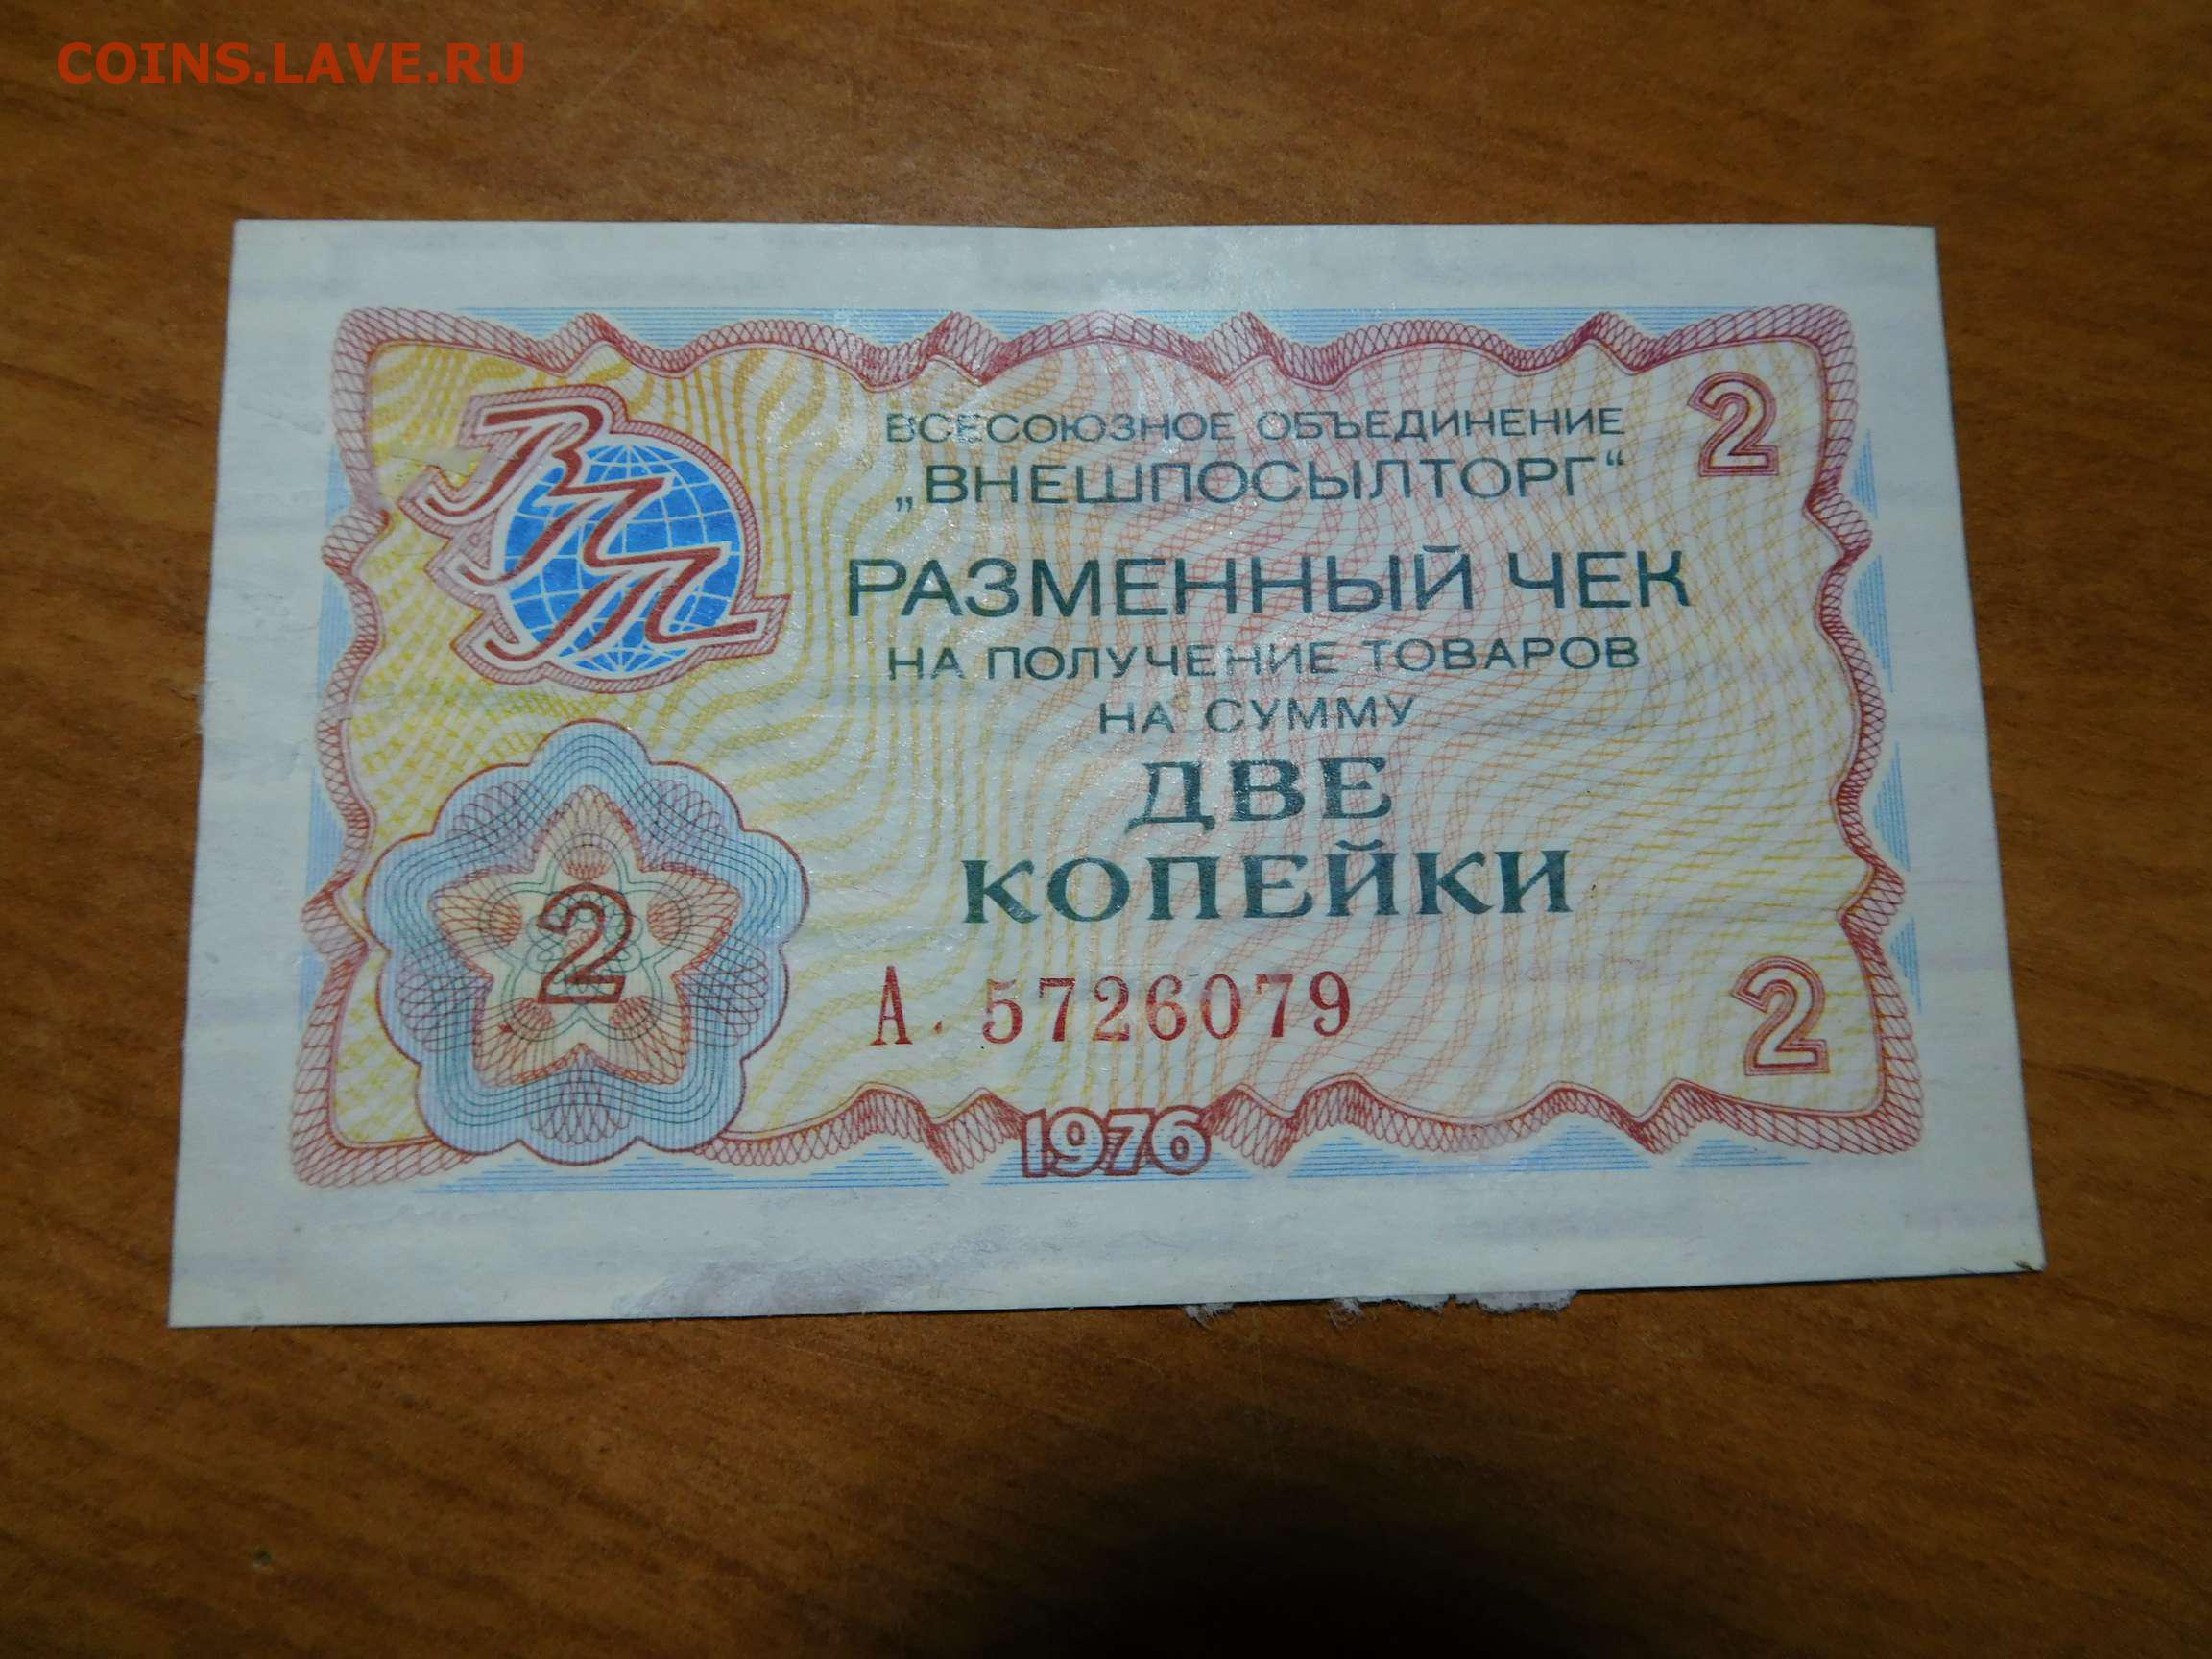 COINS.LAVE.RU
ВПТ
ВСЕСОЮЗНОЕ ОБЪЕДИНЕНИЕ
„ВНЕШПОСЫЛТОРГ“
2
РАЗМЕННЫЙ ЧЕК
НА ПОЛУЧЕНИЕ ТОВАРОВ
НА СУММУ
ДВЕ
КОПЕЙКИ
2
А. 5726079
2
1976